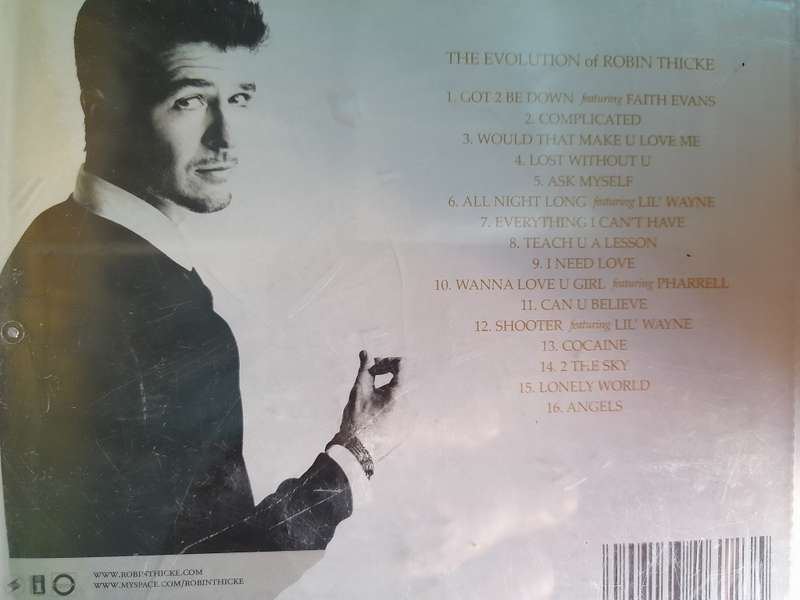 THE EVOLUTION of ROBIN THICKE
1. GOT 2 BE DOWN featuring FAITH EVANS
2. COMPLICATED
3. WOULD THAT MAKE U LOVE ME
4. LOST WITHOUT U
5. ASK MYSELF
6. ALL NIGHT LONG featuring LIL' WAYNE
7. EVERYTHING I CAN'T HAVE
8. TEACH U A LESSON
9. I NEED LOVE
10. WANNA LOVE U GIRL featuring PHARRELL
11. CAN U BELIEVE
12. SHOOTER featuring LIL' WAYNE
13. COCAINE
14. 2 THE SKY
15. LONELY WORLD
16. ANGELS
WWW.ROBINTHICKE.COM
WWW.MYSPACE.COM/ROBINTHICKE